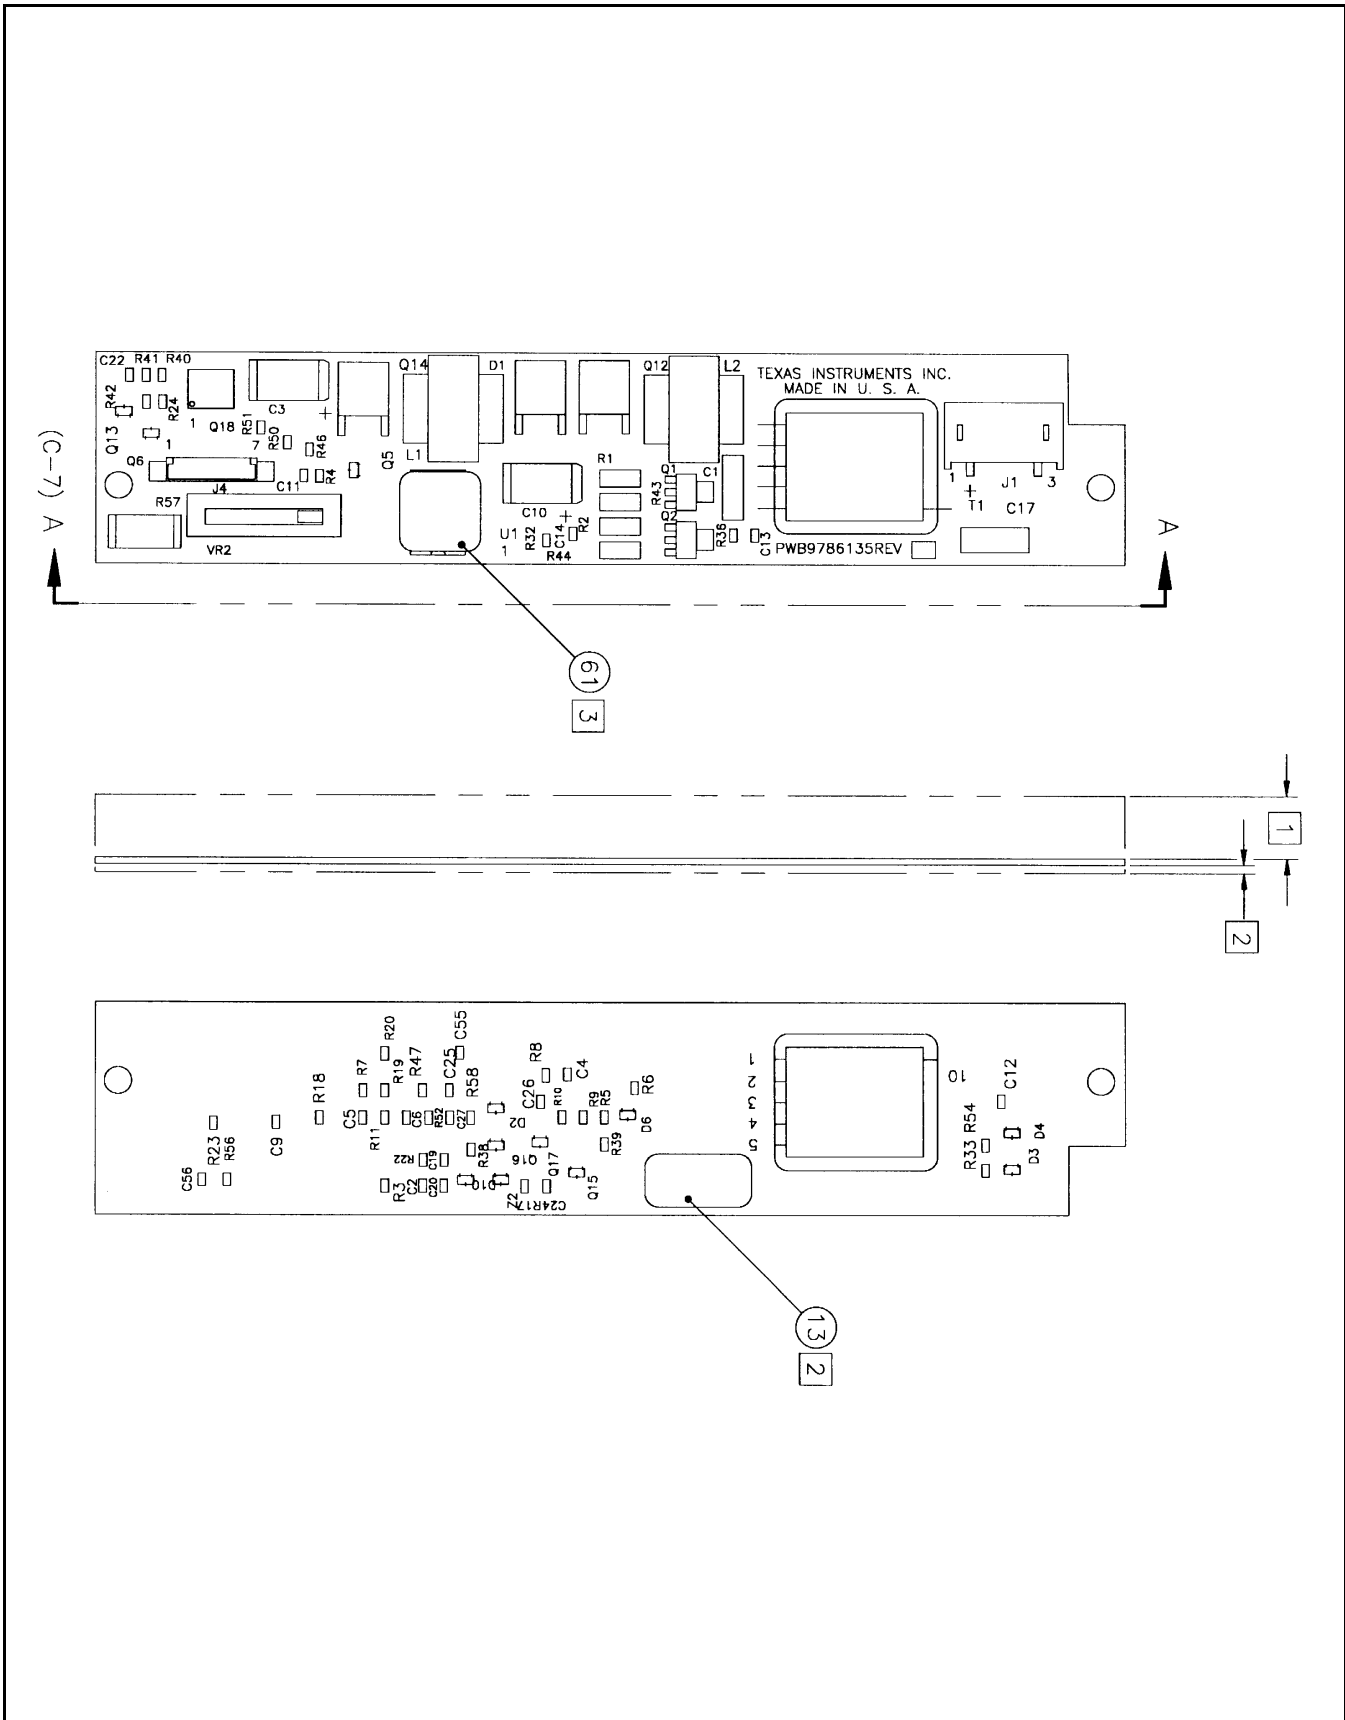 C22 R41 R40
Q14
D1
Q12
L2
TEXAS INSTRUMENTS INC.
MADE IN U. S. A.
R42
R24
C3
+
1
Q18
R51
R50
R46
Q13
1
7
Q5
L1
R1
Q1
C1
Q6
J4
C11
R4
R43
1
J1
3
+
T1
C17
R57
C10
+
R2
Q2
VR2
U1
1
R32
C14
R44
R36
C13
PWB9786135REV
(C-7) A
A
61
3
1
2
R20
C55
R7
R19
R47
C25
R58
R8
C4
R6
1
2
3
4
5
10
C12
R18
C5
R11
C6
R52
C27
C26
R10
R9
R5
D2
D6
R39
R54
R33
D4
D3
R23
R56
C9
C56
R22
C19
R38
Q16
Q17
Q15
R3
C2
C20
D10
Z2
C24R17
13
2